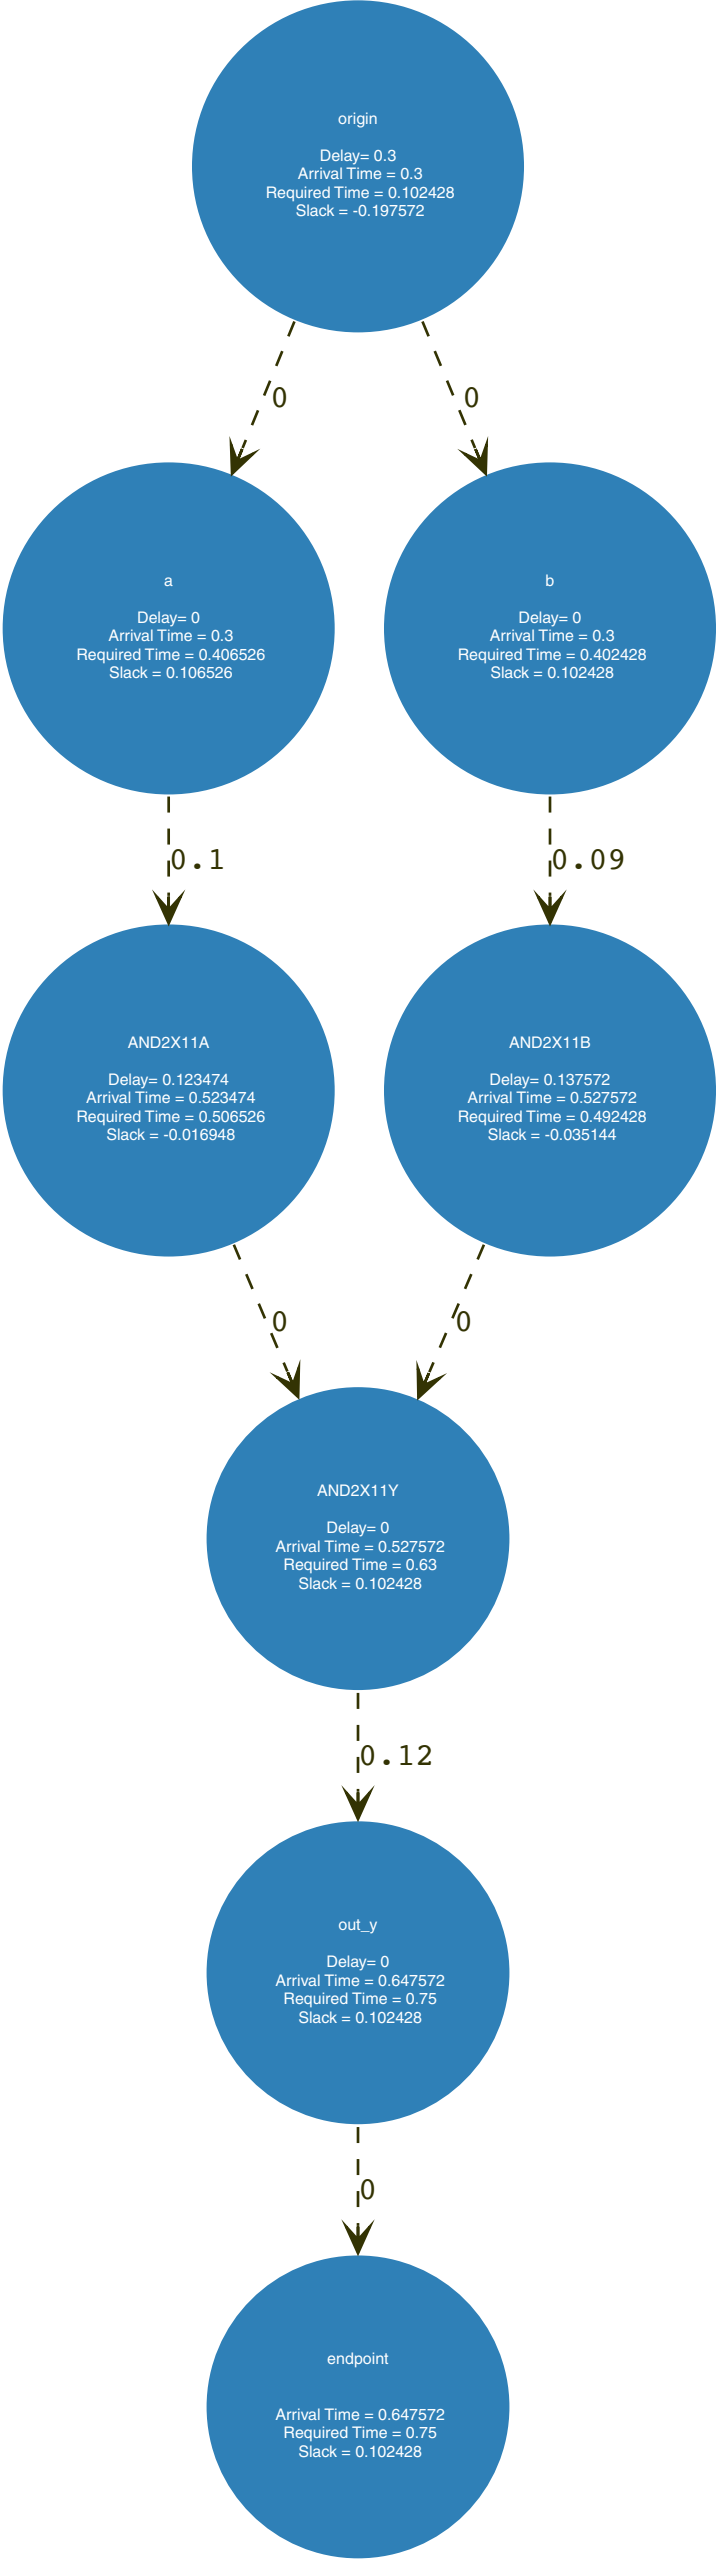 origin
Delay= 0.3
Arrival Time = 0.3
Required Time = 0.102428
Slack = -0.197572
0
0
a
Delay= 0
Arrival Time = 0.3
Required Time = 0.406526
Slack = 0.106526
b
Delay= 0
Arrival Time = 0.3
Required Time = 0.402428
Slack = 0.102428
0.1
0.09
AND2X11A
Delay= 0.123474
Arrival Time = 0.523474
Required Time = 0.506526
Slack = -0.016948
AND2X11B
Delay= 0.137572
Arrival Time = 0.527572
Required Time = 0.492428
Slack = -0.035144
0
0
AND2X11Y
Delay= 0
Arrival Time = 0.527572
Required Time = 0.63
Slack = 0.102428
0.12
out_y
Delay= 0
Arrival Time = 0.647572
Required Time = 0.75
Slack = 0.102428
0
endpoint
Arrival Time = 0.647572
Required Time = 0.75
Slack = 0.102428